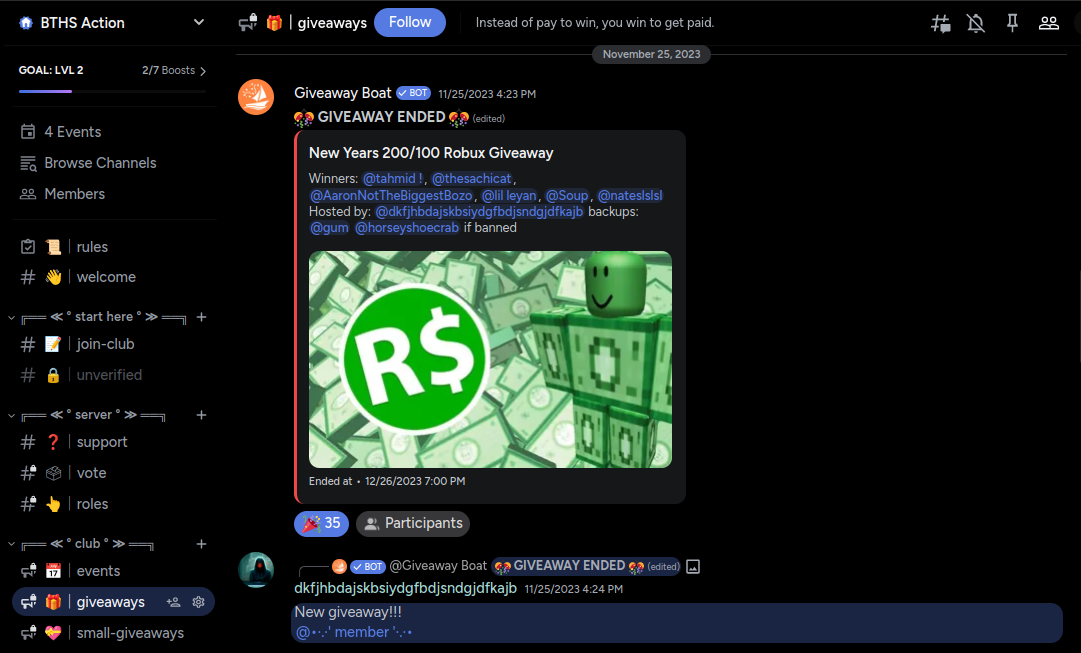 BTHS Action
GOAL: LVL 2
2/7 Boosts
4 Events
Browse Channels
Members
rules
welcome
╔══ ≪ ° start here ° ≫ ══╗
join-club
unverified
╔══ ≪ ° server ° ≫ ══╗
support
vote
roles
╔══ ≪ ° club ° ≫ ══╗
events
giveaways
small-giveaways
| giveaways
Follow
Instead of pay to win, you win to get paid.
November 25, 2023
Giveaway Boat ✓ BOT 11/25/2023 4:23 PM
GIVEAWAY ENDED (edited)
New Years 200/100 Robux Giveaway
Winners: @tahmid !, @thesachicat,
@AaronNotTheBiggestBozo, @lil leyan, @Soup, @nateslslsl
Hosted by: @dkfjhbdajskbsiydgfbdjsndgjdfkajb backups:
@gum @horseyshoecrab if banned
R$
Ended at • 12/26/2023 7:00 PM
35
Participants
✓ BOT @Giveaway Boat GIVEAWAY ENDED (edited)
dkfjhbdajskbsiydgfbdjsndgjdfkajb 11/25/2023 4:24 PM
New giveaway!!!
@•·.·' member '·.·•